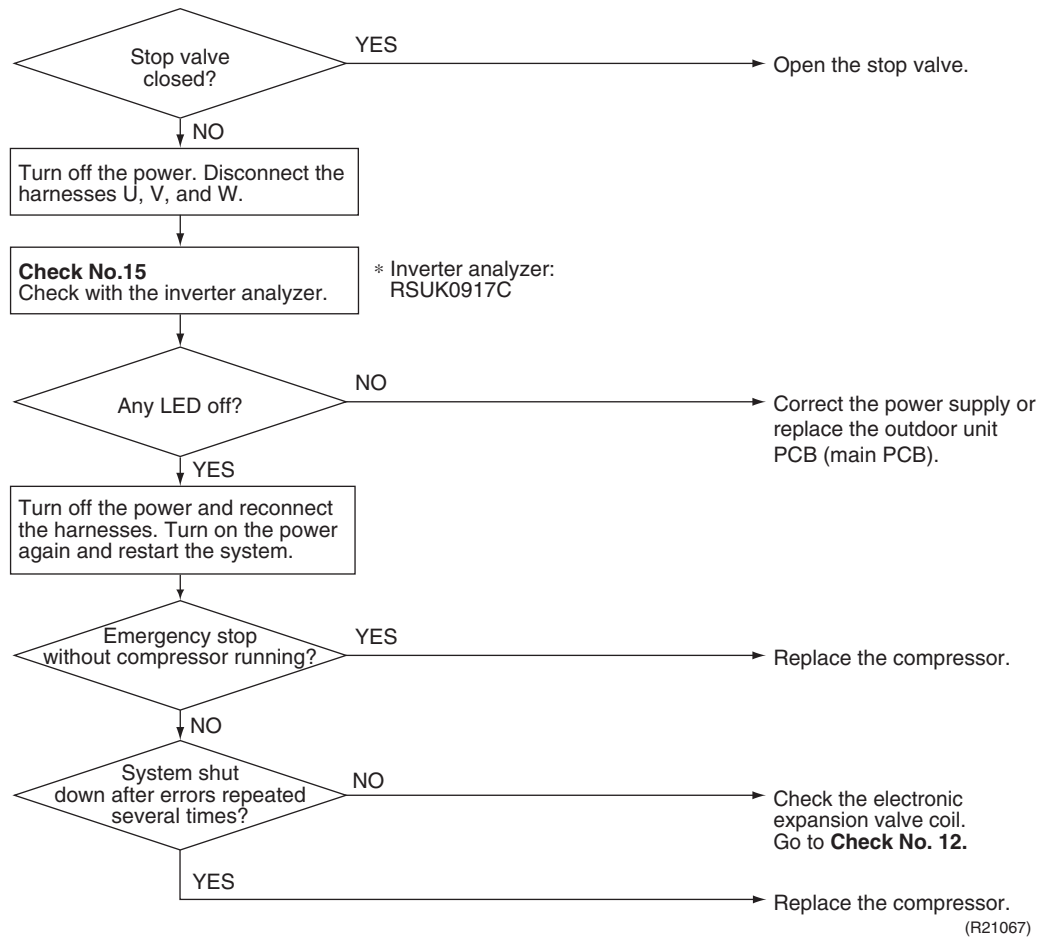 Stop valve
closed?
YES
Open the stop valve.
NO
Turn off the power. Disconnect the
harnesses U, V, and W.
Check No.15
Check with the inverter analyzer.
* Inverter analyzer:
RSUK0917C
Any LED off?
NO
Correct the power supply or
replace the outdoor unit
PCB (main PCB).
YES
Turn off the power and reconnect
the harnesses. Turn on the power
again and restart the system.
Emergency stop
without compressor running?
YES
Replace the compressor.
NO
System shut
down after errors repeated
several times?
NO
Check the electronic
expansion valve coil.
Go to Check No. 12.
YES
Replace the compressor.
(R21067)